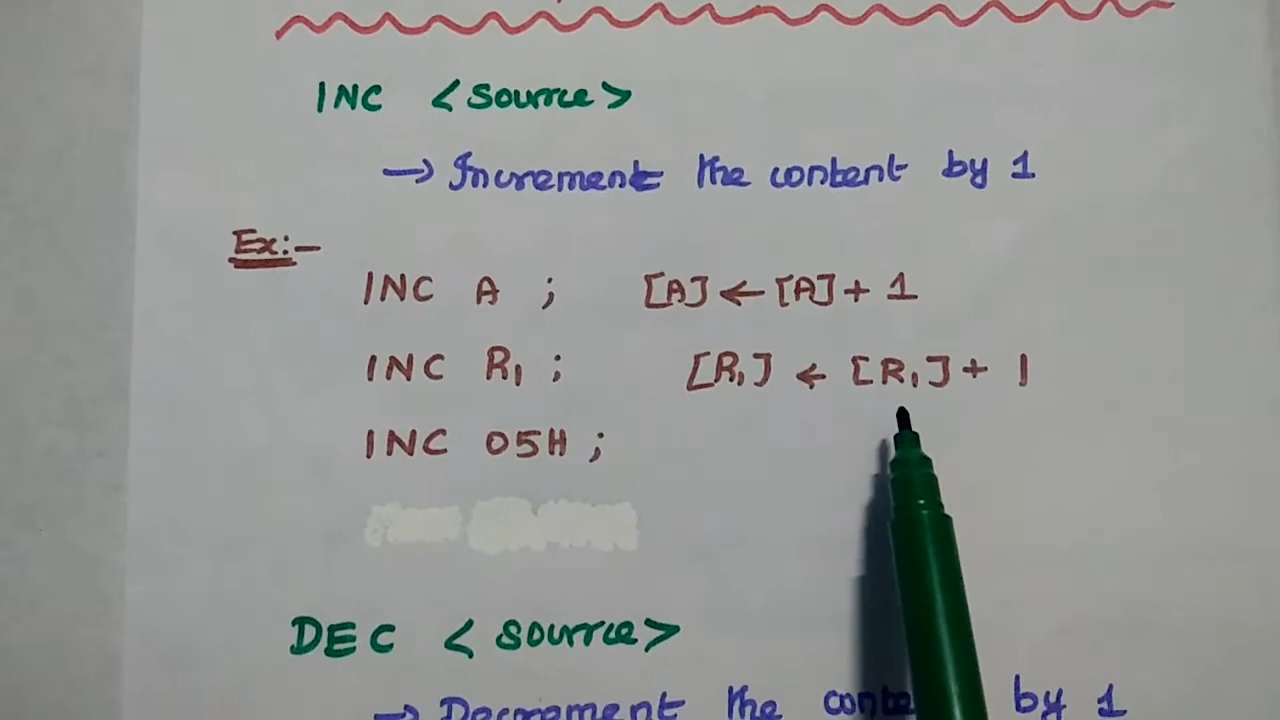 INC <Source>
→ Increment the content by 1
Ex:-
INC A ; [A] ← [A] + 1
INC R1 ; [R1] ← [R1] + 1
INC 05H ;
DEC <Source>
→ Decrement the by 1